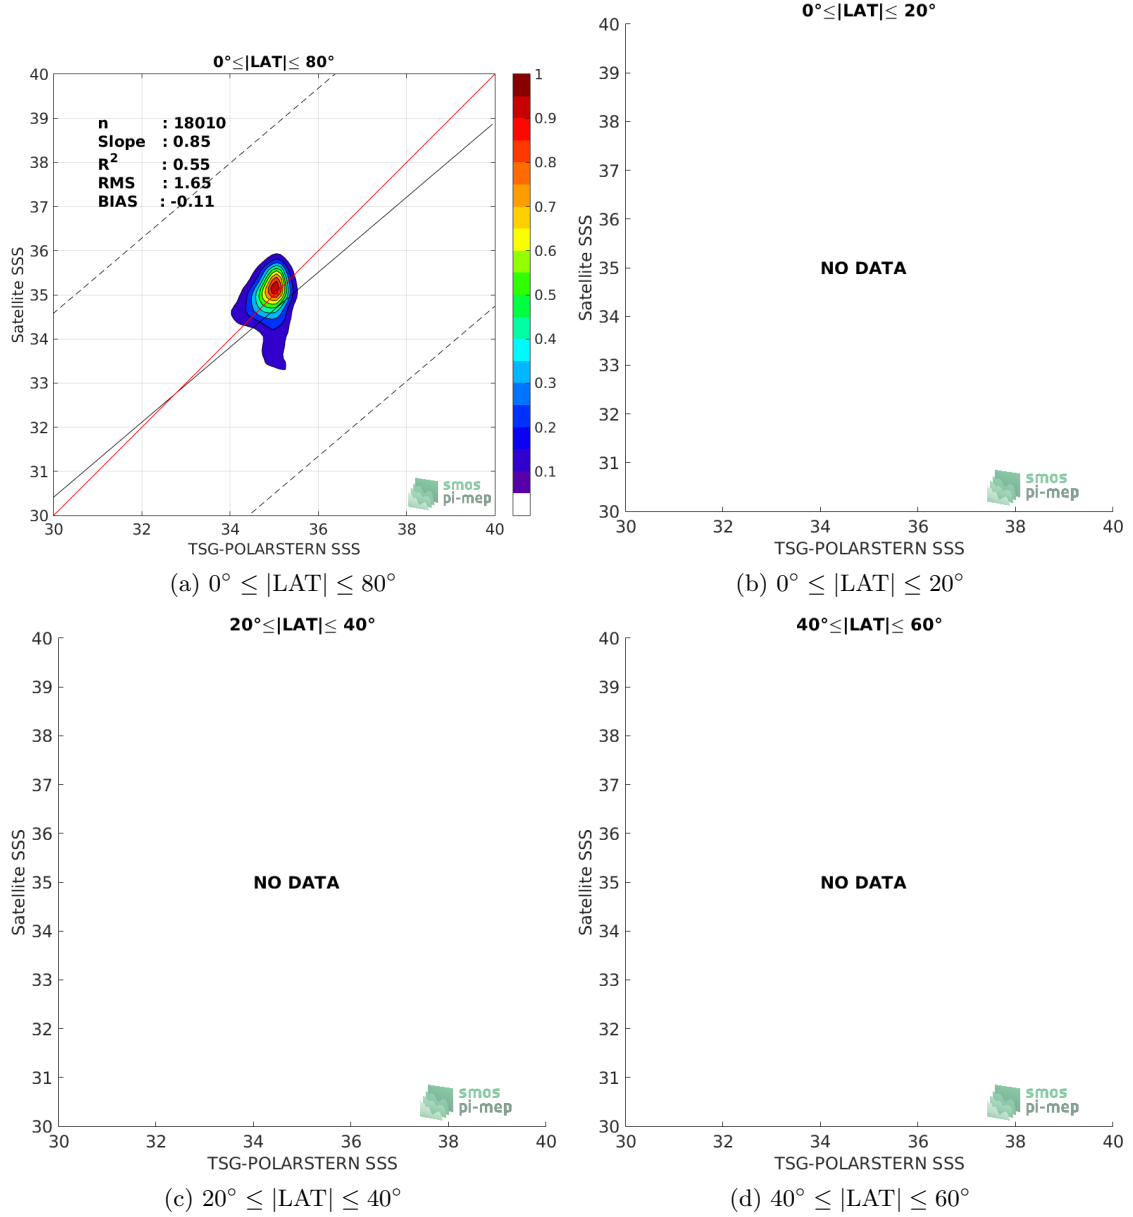 0°≤|LAT|≤ 80°
40
39
38
37
36
35
34
33
32
31
30
30
32
34
36
38
40
Satellite SSS
TSG-POLARSTERN SSS
n : 18010
Slope : 0.85
R² : 0.55
RMS : 1.65
BIAS : -0.11
1
0.9
0.8
0.7
0.6
0.5
0.4
0.3
0.2
0.1
smos
pi-mep
(a) 0° ≤ |LAT| ≤ 80°
0°≤|LAT|≤ 20°
40
39
38
37
36
35
34
33
32
31
30
30
32
34
36
38
40
Satellite SSS
TSG-POLARSTERN SSS
NO DATA
smos
pi-mep
(b) 0° ≤ |LAT| ≤ 20°
20°≤|LAT|≤ 40°
40
39
38
37
36
35
34
33
32
31
30
30
32
34
36
38
40
Satellite SSS
TSG-POLARSTERN SSS
NO DATA
smos
pi-mep
(c) 20° ≤ |LAT| ≤ 40°
40°≤|LAT|≤ 60°
40
39
38
37
36
35
34
33
32
31
30
30
32
34
36
38
40
Satellite SSS
TSG-POLARSTERN SSS
NO DATA
smos
pi-mep
(d) 40° ≤ |LAT| ≤ 60°